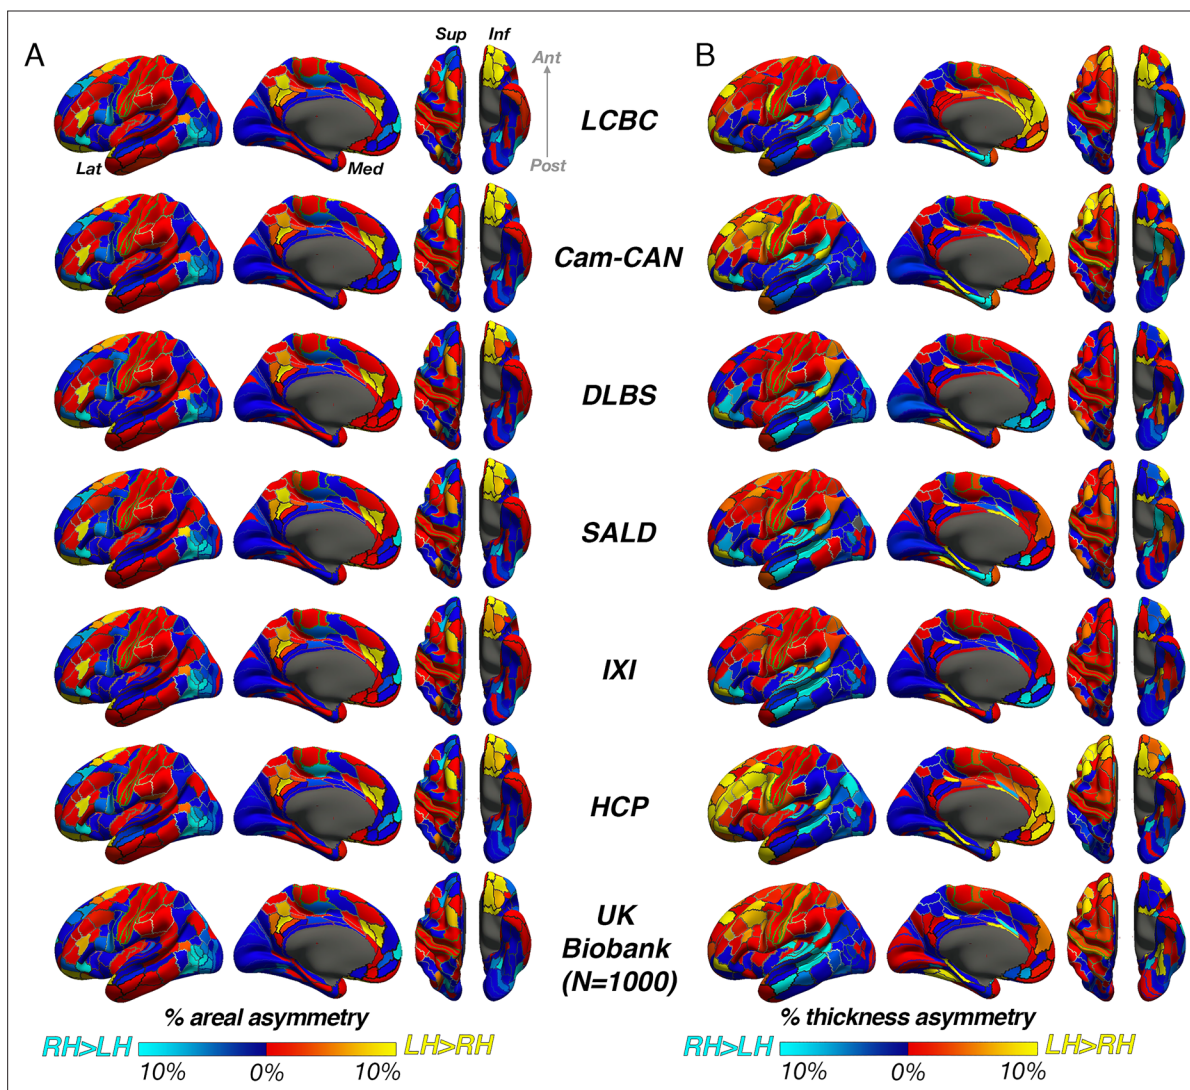 A
Sup
Inf
Ant
Post
Lat
Med
B
LCBC
Cam-CAN
DLBS
SALD
IXI
HCP
UK
Biobank
(N=1000)
% areal asymmetry
RH>LH
LH>RH
10%
0%
10%
% thickness asymmetry
RH>LH
LH>RH
10%
0%
10%